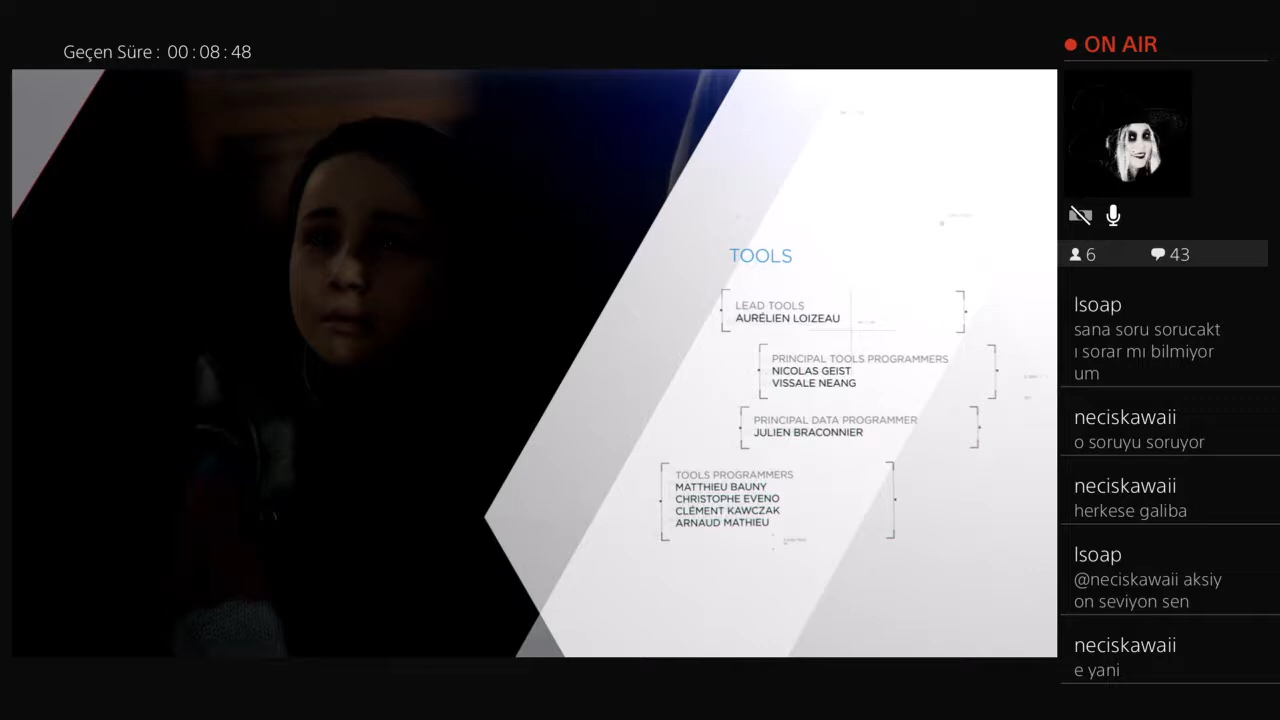 Geçen Süre : 00 : 08 : 48
ON AIR
TOOLS
LEAD TOOLS
AURÉLIEN LOIZEAU
PRINCIPAL TOOLS PROGRAMMERS
NICOLAS GEIST
VISSALE NEANG
PRINCIPAL DATA PROGRAMMER
JULIEN BRACONNIER
TOOLS PROGRAMMERS
MATTHIEU BAUNY
CHRISTOPHE EVENO
CLÉMENT KAWCZAK
ARNAUD MATHIEU
6
43
lsoap
sana soru sorucakt
ı sorar mı bilmiyor
um
neciskawaii
o soruyu soruyor
neciskawaii
herkese galiba
lsoap
@neciskawaii aksiy
on seviyon sen
neciskawaii
e yani